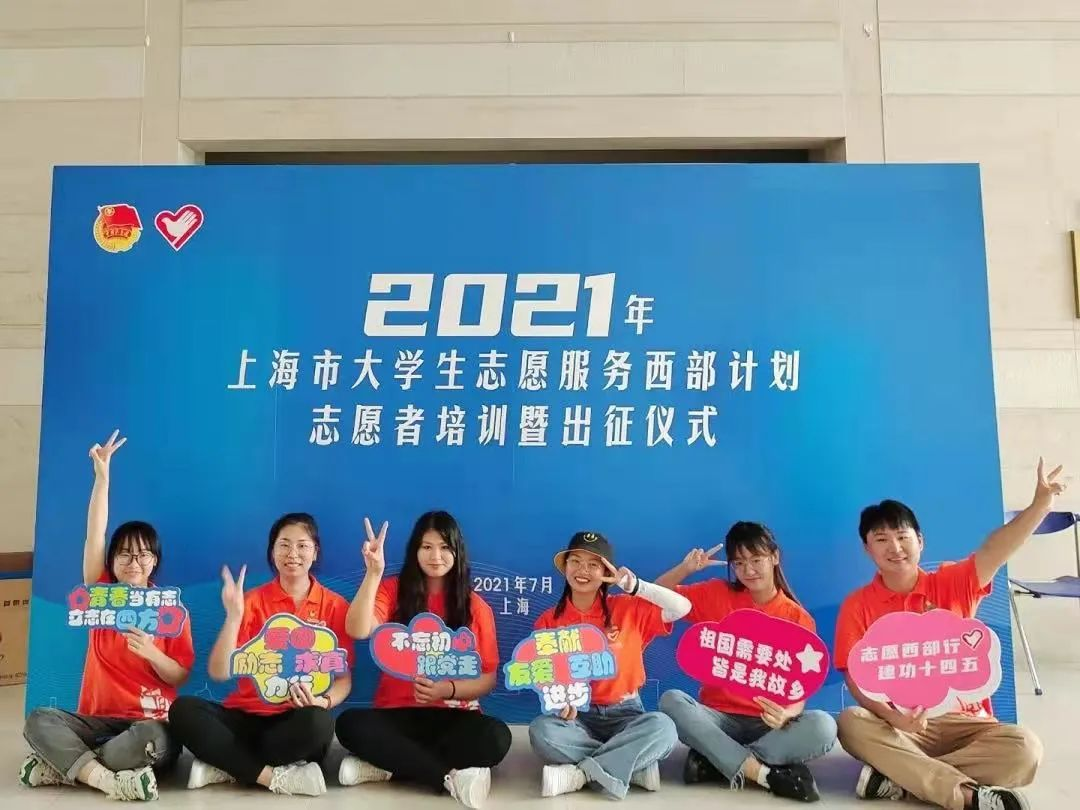 2021年
上海市大学生志愿服务西部计划
志愿者培训暨出征仪式
2021年7月
上海
青春当有志
立志在四方
爱国
励志 求真
力行
不忘初
跟党走
奉献
友爱 互助
进步
祖国需要处
皆是我故乡
志愿西部行
建功十四五